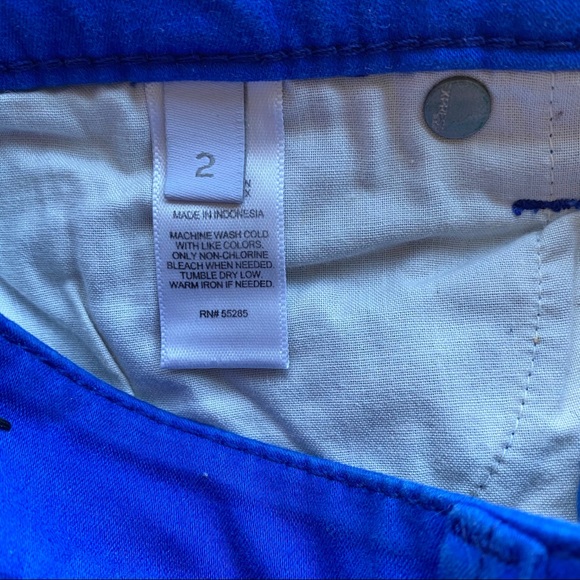 2
N
X
MADE IN INDONESIA
MACHINE WASH COLD
WITH LIKE COLORS.
ONLY NON-CHLORINE
BLEACH WHEN NEEDED.
TUMBLE DRY LOW.
WARM IRON IF NEEDED.
RN# 55285